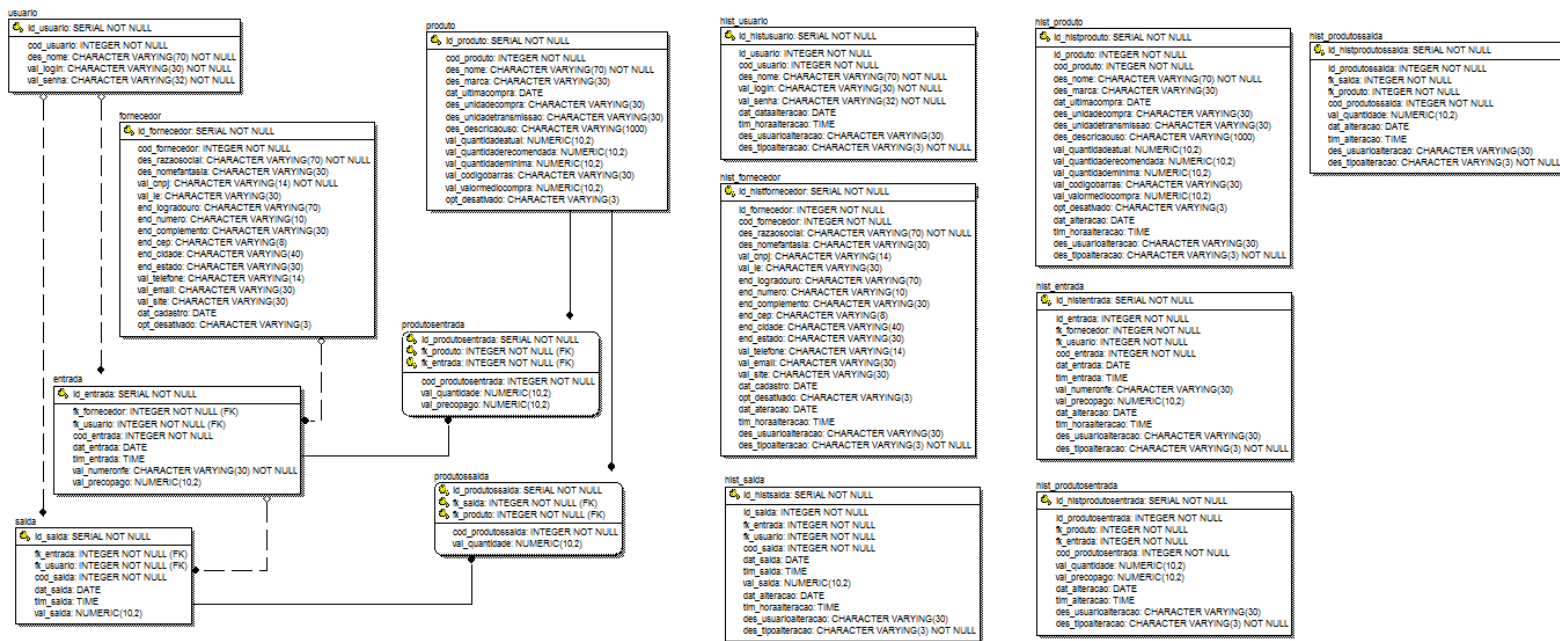 usuario
id_usuario: SERIAL NOT NULL
cod_usuario: INTEGER NOT NULL
des_nome: CHARACTER VARYING(70) NOT NULL
val_login: CHARACTER VARYING(30) NOT NULL
val_senha: CHARACTER VARYING(32) NOT NULL
fornecedor
id_fornecedor: SERIAL NOT NULL
cod_fornecedor: INTEGER NOT NULL
des_razaosocial: CHARACTER VARYING(70) NOT NULL
des_nomefantasia: CHARACTER VARYING(30)
val_cnpj: CHARACTER VARYING(14) NOT NULL
val_ie: CHARACTER VARYING(30)
end_logradouro: CHARACTER VARYING(70)
end_numero: CHARACTER VARYING(10)
end_complemento: CHARACTER VARYING(30)
end_cep: CHARACTER VARYING(8)
end_cidade: CHARACTER VARYING(40)
end_estado: CHARACTER VARYING(30)
val_telefone: CHARACTER VARYING(14)
val_email: CHARACTER VARYING(30)
val_site: CHARACTER VARYING(30)
dat_cadastro: DATE
opt_desativado: CHARACTER VARYING(3)
entrada
id_entrada: SERIAL NOT NULL
fk_fornecedor: INTEGER NOT NULL (FK)
fk_usuario: INTEGER NOT NULL (FK)
cod_entrada: INTEGER NOT NULL
dat_entrada: DATE
tim_entrada: TIME
val_numeronfe: CHARACTER VARYING(30) NOT NULL
val_precopago: NUMERIC(10,2)
saida
id_saida: SERIAL NOT NULL
fk_entrada: INTEGER NOT NULL (FK)
fk_usuario: INTEGER NOT NULL (FK)
cod_saida: INTEGER NOT NULL
dat_saida: DATE
tim_saida: TIME
val_saida: NUMERIC(10,2)
produto
id_produto: SERIAL NOT NULL
cod_produto: INTEGER NOT NULL
des_nome: CHARACTER VARYING(70) NOT NULL
des_marca: CHARACTER VARYING(30)
dat_ultimacompra: DATE
des_unidadecompra: CHARACTER VARYING(30)
des_unidadetransmissao: CHARACTER VARYING(30)
des_descricaouso: CHARACTER VARYING(1000)
val_quantidadeatual: NUMERIC(10,2)
val_quantidaderecomendada: NUMERIC(10,2)
val_quantidademinima: NUMERIC(10,2)
val_codigobarras: CHARACTER VARYING(30)
val_valormediocompra: NUMERIC(10,2)
opt_desativado: CHARACTER VARYING(3)
produtosentrada
id_produtosentrada: SERIAL NOT NULL
fk_produto: INTEGER NOT NULL (FK)
fk_entrada: INTEGER NOT NULL (FK)
cod_produtosentrada: INTEGER NOT NULL
val_quantidade: NUMERIC(10,2)
val_precopago: NUMERIC(10,2)
produtossaida
id_produtossaida: SERIAL NOT NULL
fk_saida: INTEGER NOT NULL (FK)
fk_produto: INTEGER NOT NULL (FK)
cod_produtossaida: INTEGER NOT NULL
val_quantidade: NUMERIC(10,2)
hist_usuario
id_histusuario: SERIAL NOT NULL
id_usuario: INTEGER NOT NULL
cod_usuario: INTEGER NOT NULL
des_nome: CHARACTER VARYING(70) NOT NULL
val_login: CHARACTER VARYING(30) NOT NULL
val_senha: CHARACTER VARYING(32) NOT NULL
dat_dataalteracao: DATE
tim_horaalteracao: TIME
des_usuarioalteracao: CHARACTER VARYING(30)
des_tipoalteracao: CHARACTER VARYING(3) NOT NULL
hist_fornecedor
id_histfornecedor: SERIAL NOT NULL
id_fornecedor: INTEGER NOT NULL
cod_fornecedor: INTEGER NOT NULL
des_razaosocial: CHARACTER VARYING(70) NOT NULL
des_nomefantasia: CHARACTER VARYING(30)
val_cnpj: CHARACTER VARYING(14)
val_ie: CHARACTER VARYING(30)
end_logradouro: CHARACTER VARYING(70)
end_numero: CHARACTER VARYING(10)
end_complemento: CHARACTER VARYING(30)
end_cep: CHARACTER VARYING(8)
end_cidade: CHARACTER VARYING(40)
end_estado: CHARACTER VARYING(30)
val_telefone: CHARACTER VARYING(14)
val_email: CHARACTER VARYING(30)
val_site: CHARACTER VARYING(30)
dat_cadastro: DATE
opt_desativado: CHARACTER VARYING(3)
dat_ateracao: DATE
tim_horaalteracao: TIME
des_usuarioalteracao: CHARACTER VARYING(30)
des_tipoalteracao: CHARACTER VARYING(3) NOT NULL
hist_saida
id_histsaida: SERIAL NOT NULL
id_saida: INTEGER NOT NULL
fk_entrada: INTEGER NOT NULL
fk_usuario: INTEGER NOT NULL
cod_saida: INTEGER NOT NULL
dat_saida: DATE
tim_saida: TIME
val_saida: NUMERIC(10,2)
dat_alteracao: DATE
tim_horaalteracao: TIME
des_usuarioalteracao: CHARACTER VARYING(30)
des_tipoalteracao: CHARACTER VARYING(3) NOT NULL
hist_produto
id_histproduto: SERIAL NOT NULL
id_produto: INTEGER NOT NULL
cod_produto: INTEGER NOT NULL
des_nome: CHARACTER VARYING(70) NOT NULL
des_marca: CHARACTER VARYING(30)
dat_ultimacompra: DATE
des_unidadecompra: CHARACTER VARYING(30)
des_unidadetransmissao: CHARACTER VARYING(30)
des_descricaouso: CHARACTER VARYING(1000)
val_quantidadeatual: NUMERIC(10,2)
val_quantidaderecomendada: NUMERIC(10,2)
val_quantidademinima: NUMERIC(10,2)
val_codigobarras: CHARACTER VARYING(30)
val_valormediocompra: NUMERIC(10,2)
opt_desativado: CHARACTER VARYING(3)
dat_alteracao: DATE
tim_horaalteracao: TIME
des_usuarioalteracao: CHARACTER VARYING(30)
des_tipoalteracao: CHARACTER VARYING(3) NOT NULL
hist_entrada
id_histentrada: SERIAL NOT NULL
id_entrada: INTEGER NOT NULL
fk_fornecedor: INTEGER NOT NULL
fk_usuario: INTEGER NOT NULL
cod_entrada: INTEGER NOT NULL
dat_entrada: DATE
tim_entrada: TIME
val_numeronfe: CHARACTER VARYING(30)
val_precopago: NUMERIC(10,2)
dat_alteracao: DATE
tim_horaalteracao: TIME
des_usuarioalteracao: CHARACTER VARYING(30)
des_tipoalteracao: CHARACTER VARYING(3) NOT NULL
hist_produtosentrada
id_histprodutosentrada: SERIAL NOT NULL
id_produtosentrada: INTEGER NOT NULL
fk_produto: INTEGER NOT NULL
fk_entrada: INTEGER NOT NULL
cod_produtosentrada: INTEGER NOT NULL
val_quantidade: NUMERIC(10,2)
val_precopago: NUMERIC(10,2)
dat_alteracao: DATE
tim_alteracao: TIME
des_usuarioalteracao: CHARACTER VARYING(30)
des_tipoalteracao: CHARACTER VARYING(3) NOT NULL
hist_produtossaida
id_histprodutossaida: SERIAL NOT NULL
id_produtossaida: INTEGER NOT NULL
fk_saida: INTEGER NOT NULL
fk_produto: INTEGER NOT NULL
cod_produtossaida: INTEGER NOT NULL
val_quantidade: NUMERIC(10,2)
dat_alteracao: DATE
tim_alteracao: TIME
des_usuarioalteracao: CHARACTER VARYING(30)
des_tipoalteracao: CHARACTER VARYING(3) NOT NULL